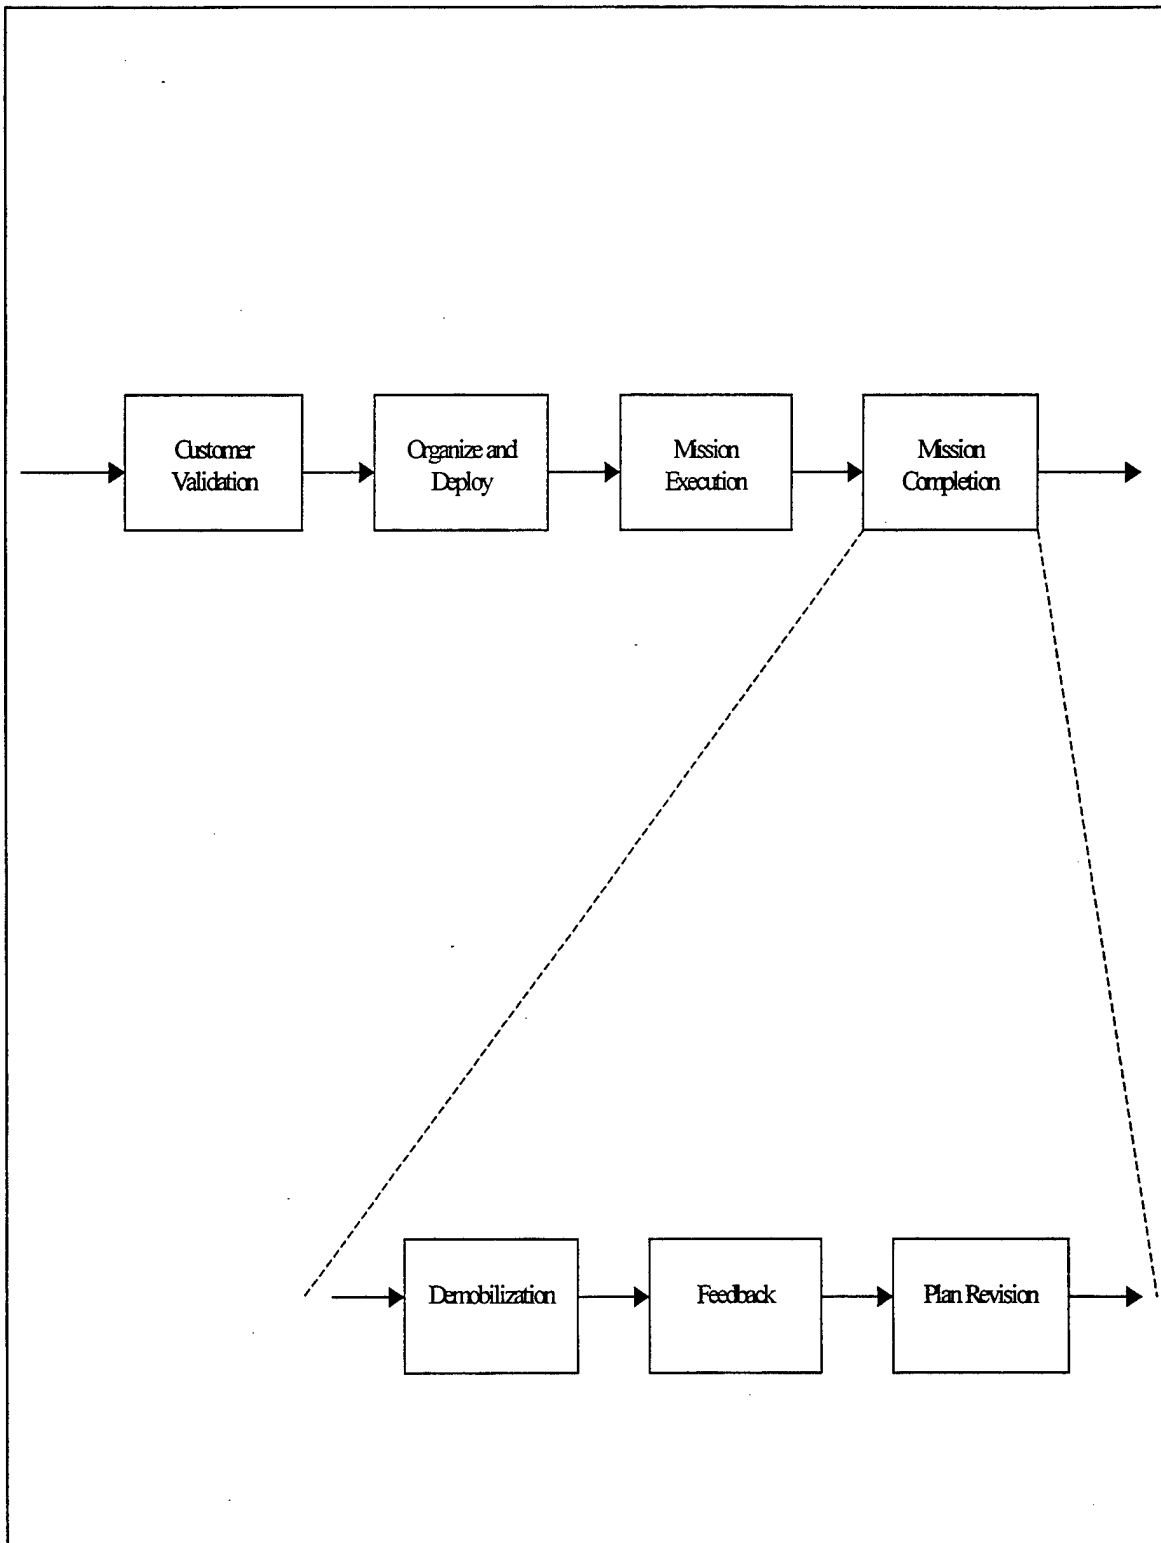 Customer
Validation
Organize and
Deploy
Mission
Execution
Mission
Completion
Demobilization
Feedback
Plan Revision